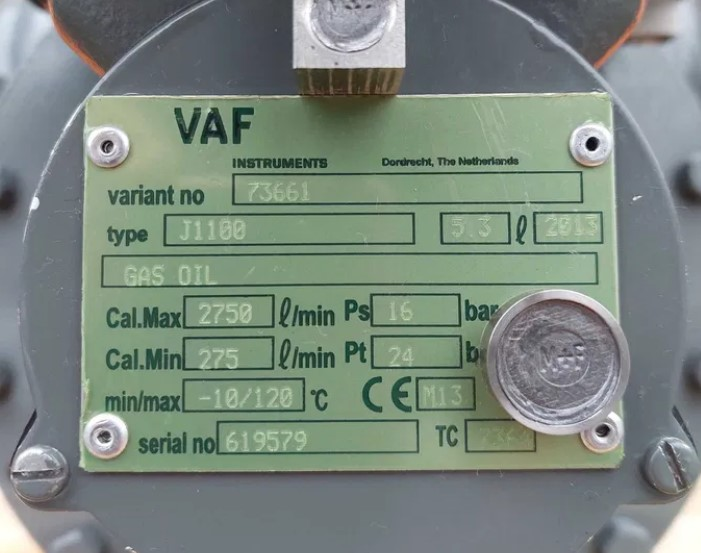 VAF
INSTRUMENTS Dordrecht, The Netherlands
variant no 73661
type J1100 5.3 ℓ 2013
GAS OIL
Cal.Max 2750 ℓ/min Ps 16 bar
Cal.Min 275 ℓ/min Pt 24
min/max -10/120 °C CE M13
serial no 619579 TC
M+F